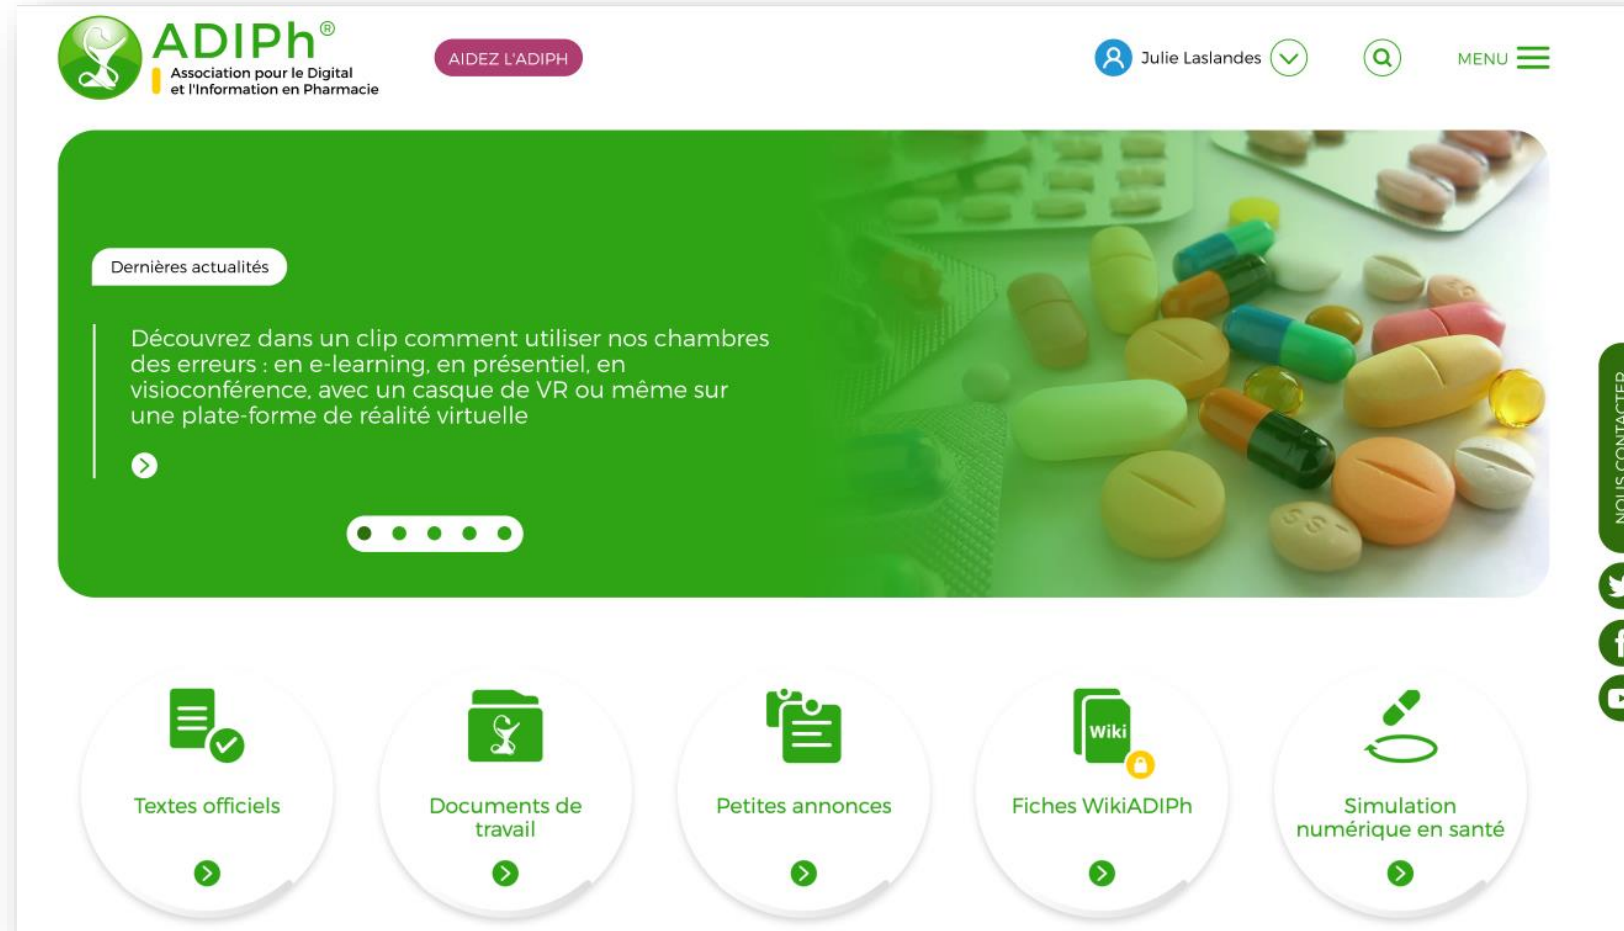 ADIPh®
Association pour le Digital
et l'Information en Pharmacie
AIDEZ L'ADIPH
Julie Laslandes
MENU
Dernières actualités
Découvrez dans un clip comment utiliser nos chambres
des erreurs : en e-learning, en présentiel, en
visioconférence, avec un casque de VR ou même sur
une plate-forme de réalité virtuelle
NOUS CONTACTER
Wiki
Textes officiels
Documents de
travail
Petites annonces
Fiches WikiADIPh
Simulation
numérique en santé